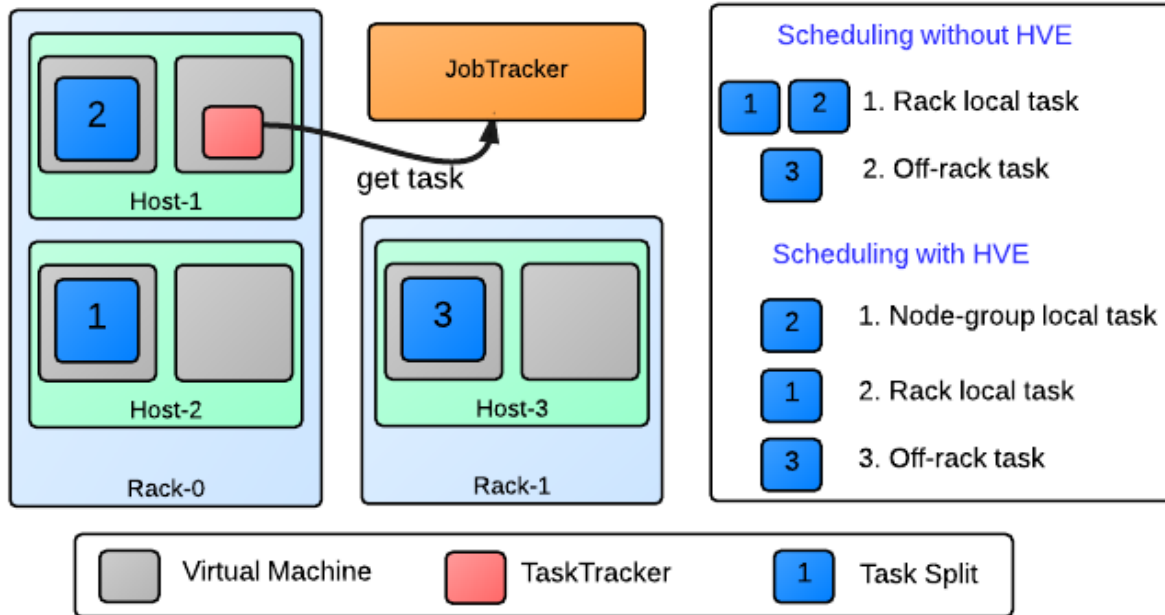 2
Host-1
1
Host-2
Rack-0
JobTracker
get task
3
Host-3
Rack-1
Scheduling without HVE
1 2 1. Rack local task
3 2. Off-rack task
Scheduling with HVE
2 1. Node-group local task
1 2. Rack local task
3 3. Off-rack task
Virtual Machine TaskTracker 1 Task Split